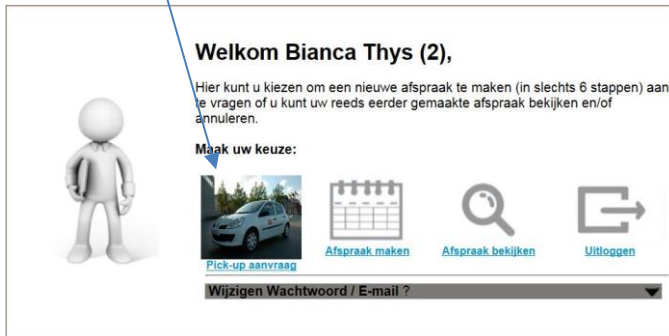 Welkom Bianca Thys (2),
Hier kunt u kiezen om een nieuwe afspraak te maken (in slechts 6 stappen) aan
te vragen of u kunt uw reeds eerder gemaakte afspraak bekijken en/of
annuleren.
Maak uw keuze:
Pick-up aanvraag
Afspraak maken
Afspraak bekijken
Uitloggen
Wijzigen Wachtwoord / E-mail ?